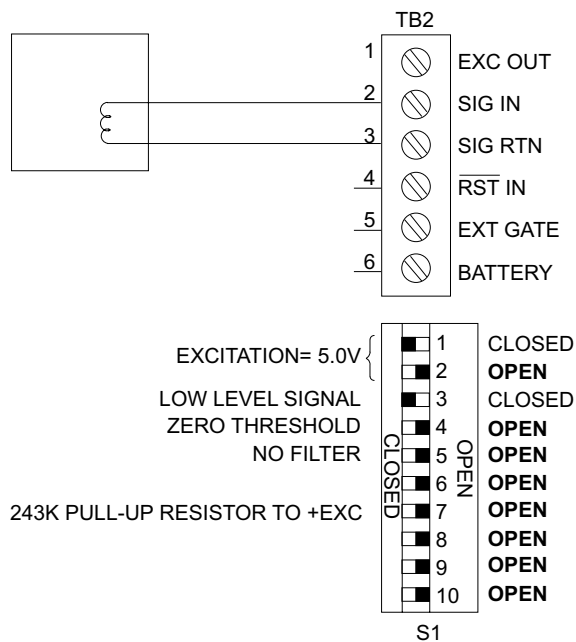 TB2
1 EXC OUT
2 SIG IN
3 SIG RTN
4 R̅S̅T̅ IN
5 EXT GATE
6 BATTERY
EXCITATION= 5.0V
LOW LEVEL SIGNAL
ZERO THRESHOLD
NO FILTER
243K PULL-UP RESISTOR TO +EXC
CLOSED
OPEN
1 CLOSED
2 OPEN
3 CLOSED
4 OPEN
5 OPEN
6 OPEN
7 OPEN
8 OPEN
9 OPEN
10 OPEN
S1